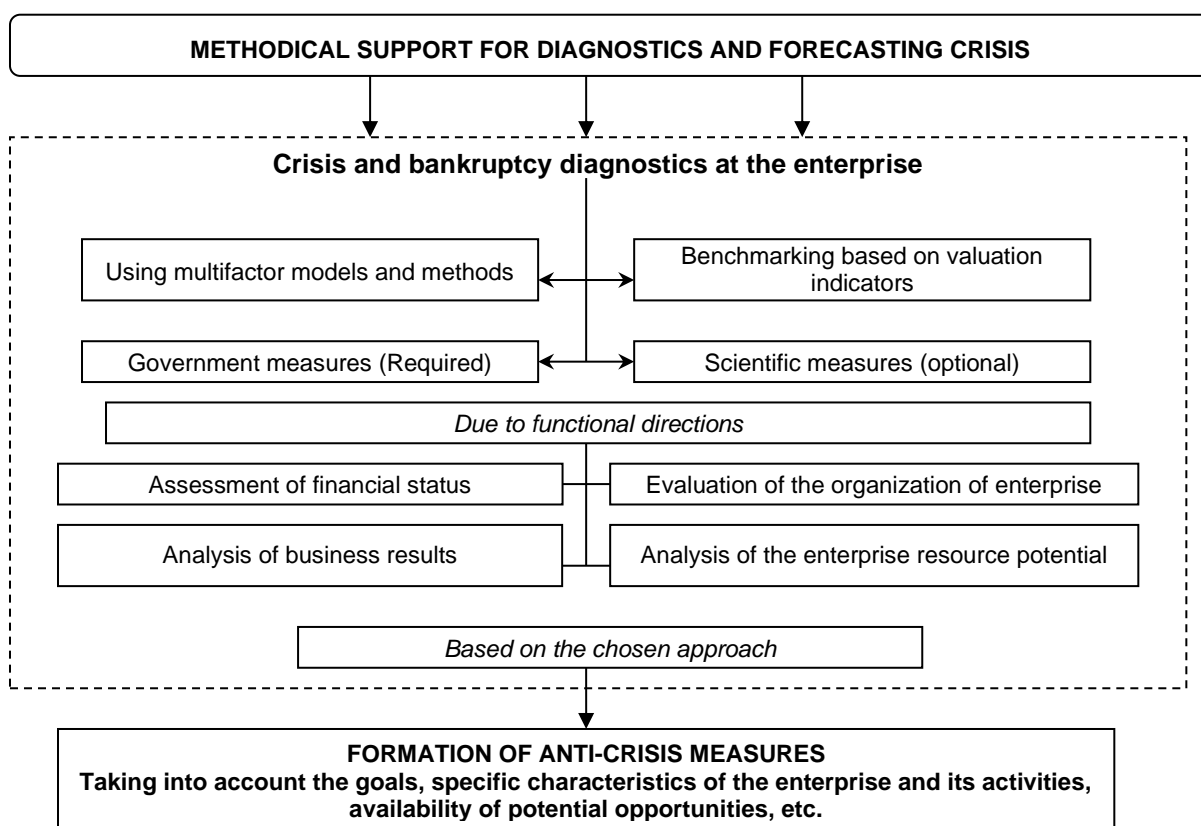 METHODICAL SUPPORT FOR DIAGNOSTICS AND FORECASTING CRISIS
Crisis and bankruptcy diagnostics at the enterprise
Using multifactor models and methods
Benchmarking based on valuation
indicators
Government measures (Required)
Scientific measures (optional)
Due to functional directions
Assessment of financial status
Evaluation of the organization of enterprise
Analysis of business results
Analysis of the enterprise resource potential
Based on the chosen approach
FORMATION OF ANTI-CRISIS MEASURES
Taking into account the goals, specific characteristics of the enterprise and its activities,
availability of potential opportunities, etc.